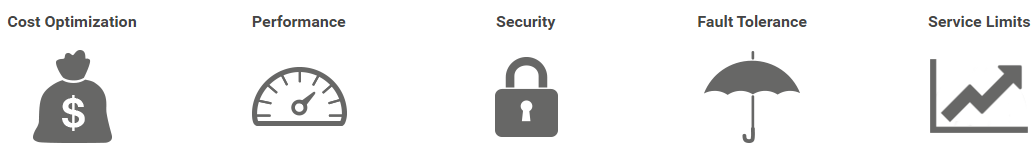 Cost Optimization
Performance
Security
Fault Tolerance
Service Limits
$